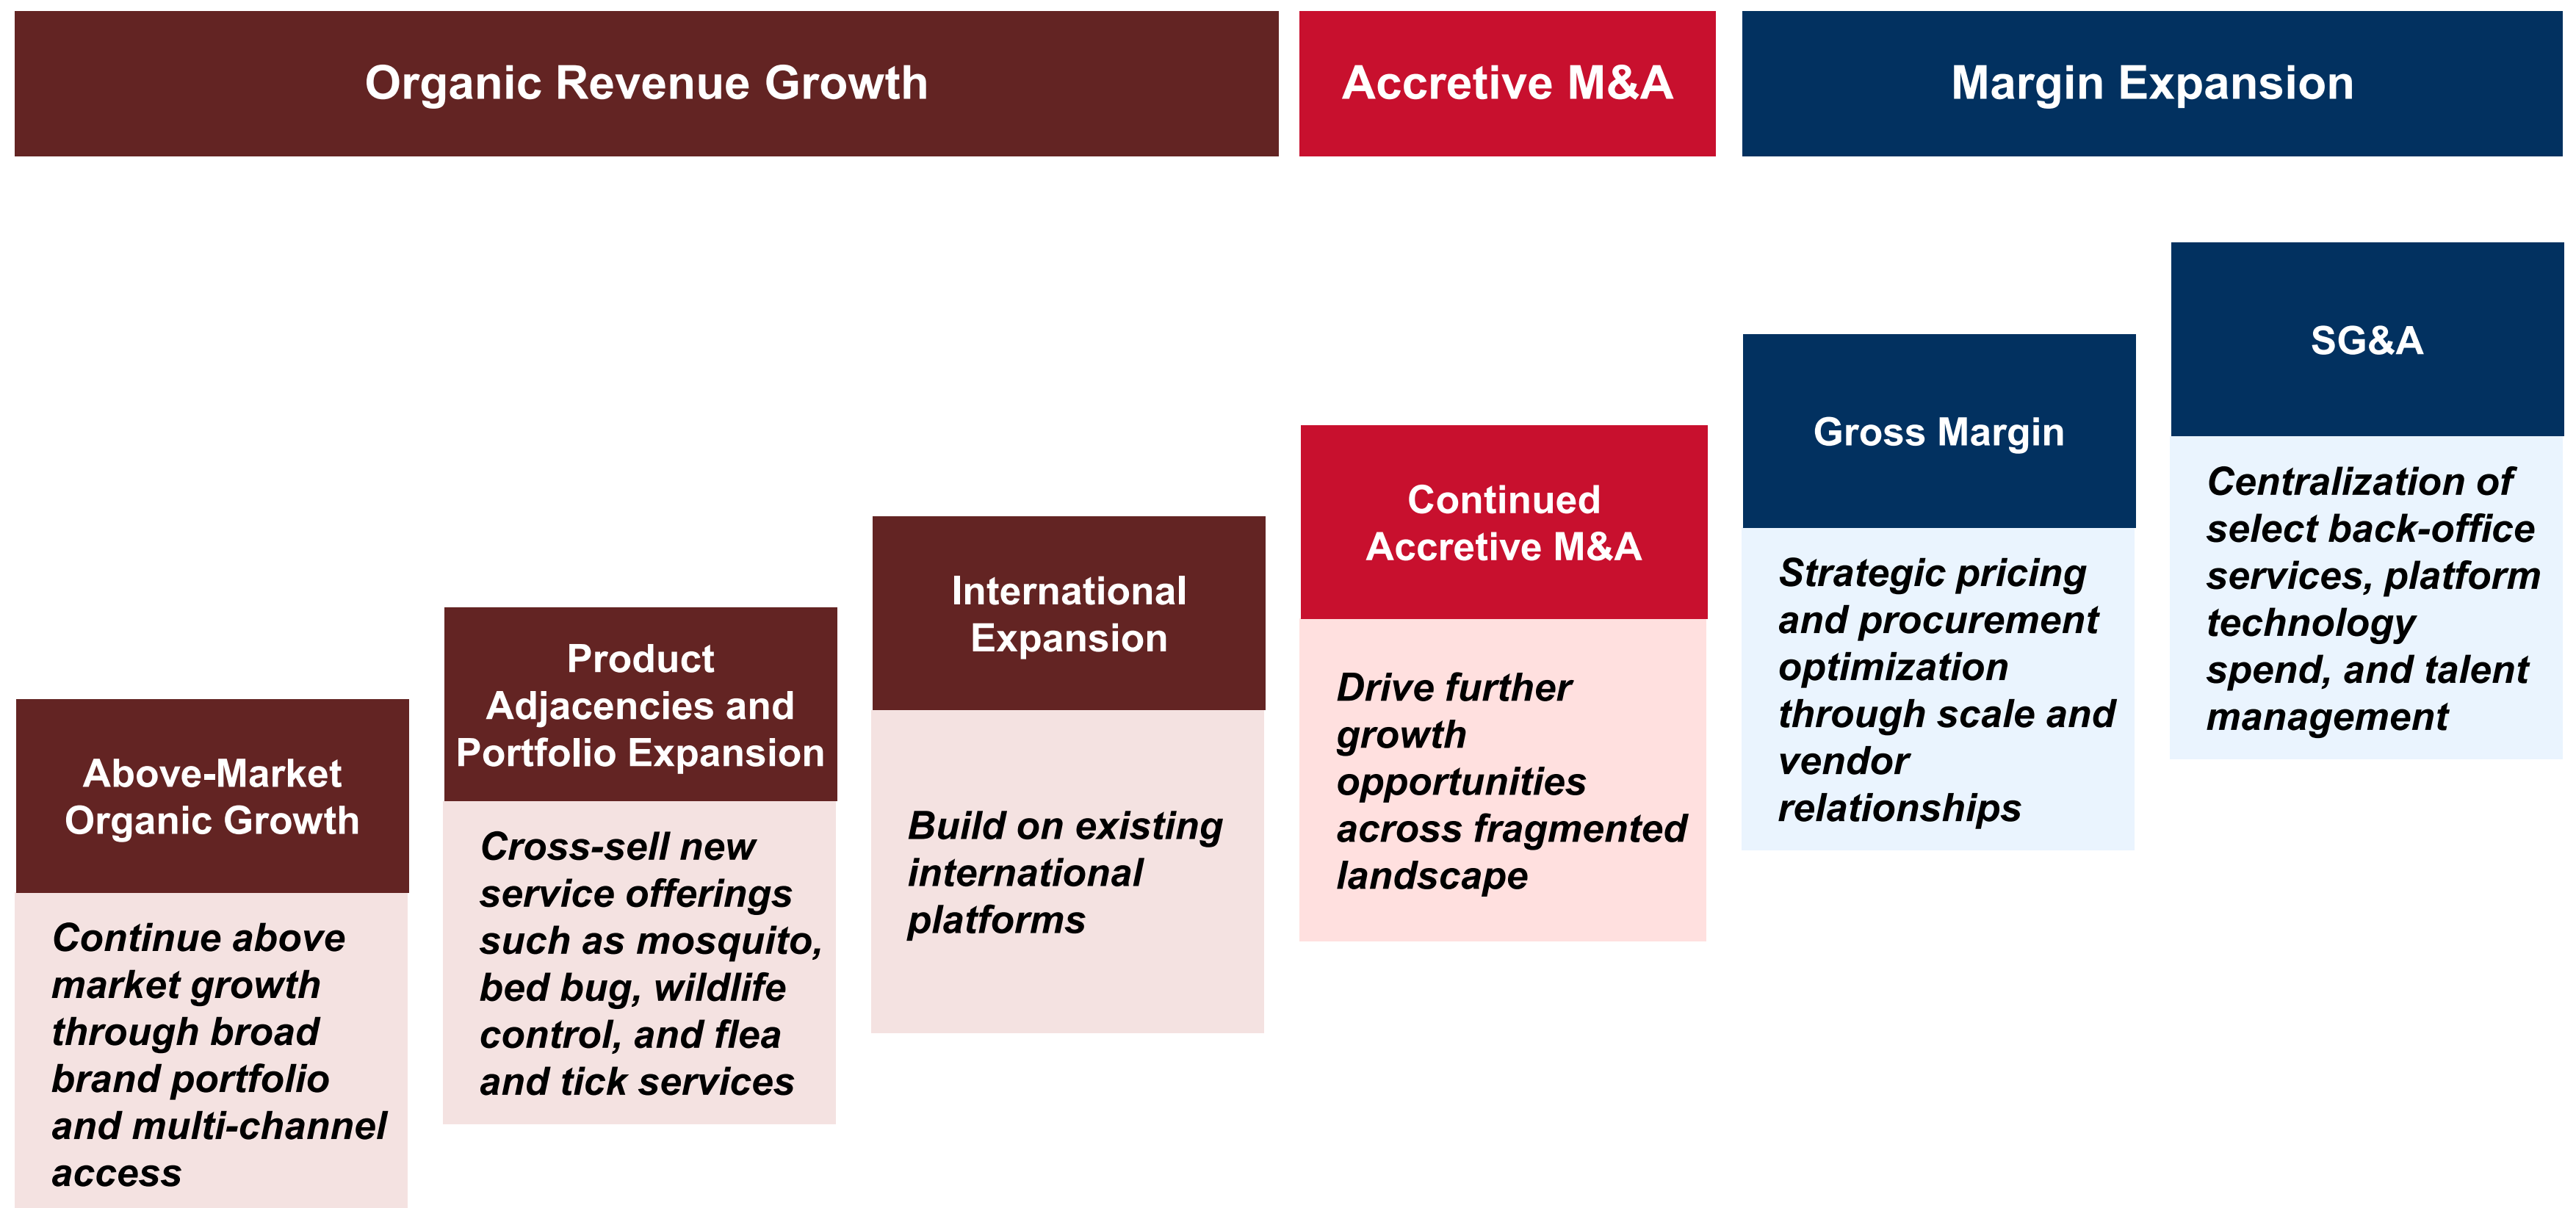 Organic Revenue Growth
Accretive M&A
Margin Expansion
Above-Market
Organic Growth
Continue above
market growth
through broad
brand portfolio
and multi-channel
access
Product
Adjacencies and
Portfolio Expansion
Cross-sell new
service offerings
such as mosquito,
bed bug, wildlife
control, and flea
and tick services
International
Expansion
Build on existing
international
platforms
Continued
Accretive M&A
Drive further
growth
opportunities
across fragmented
landscape
Gross Margin
Strategic pricing
and procurement
optimization
through scale and
vendor
relationships
SG&A
Centralization of
select back-office
services, platform
technology
spend, and talent
management